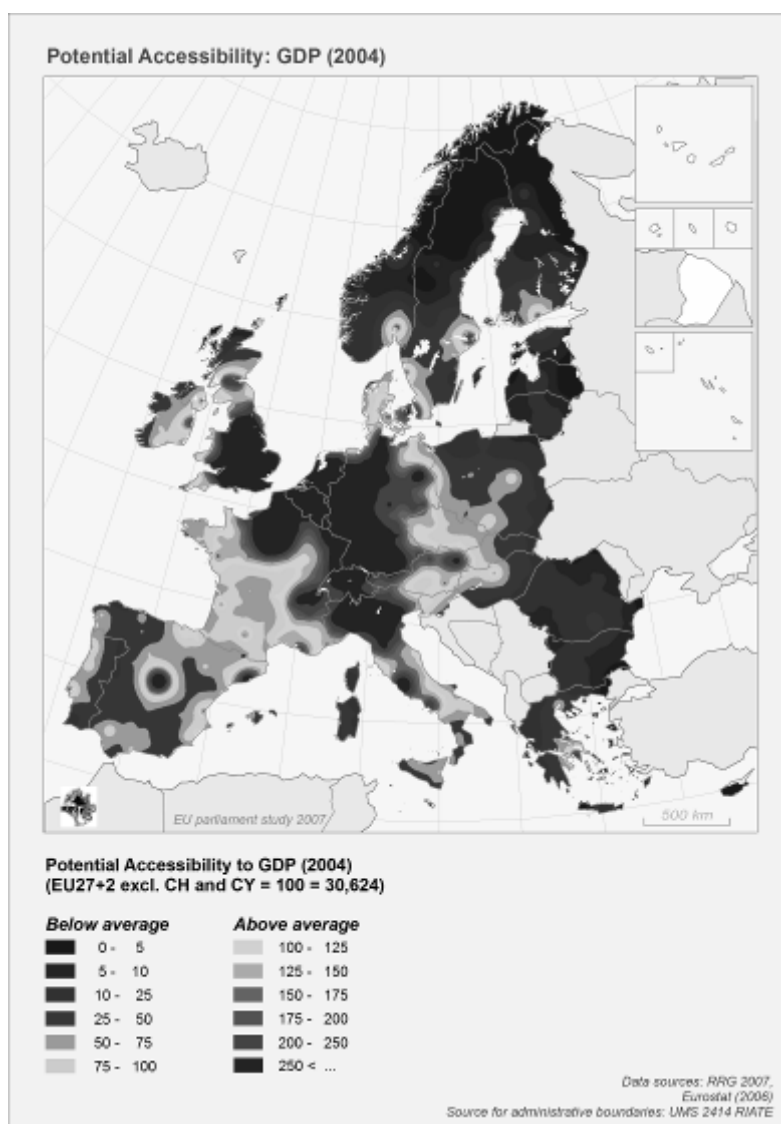 Potential Accessibility: GDP (2004)
EU parliament study 2007
500 km
Potential Accessibility to GDP (2004)
(EU27+2 excl. CH and CY = 100 = 30,624)
Below average
0 - 5
5 - 10
10 - 25
25 - 50
50 - 75
75 - 100
Above average
100 - 125
125 - 150
150 - 175
175 - 200
200 - 250
250 < ...
Data sources: RRG 2007,
Eurostat (2006)
Source for administrative boundaries: UMS 2414 RIATE